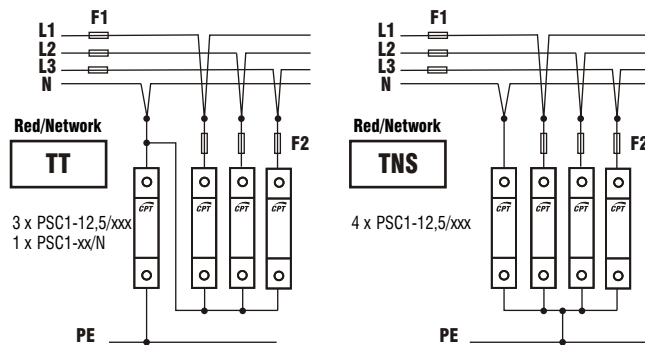 F1
L1
L2
L3
N
Red/Network
TT
F2
3 x PSC1-12,5/xxx
1 x PSC1-xx/N
CPT
CPT
CPT
CPT
PE
F1
L1
L2
L3
N
Red/Network
TNS
F2
4 x PSC1-12,5/xxx
CPT
CPT
CPT
CPT
PE